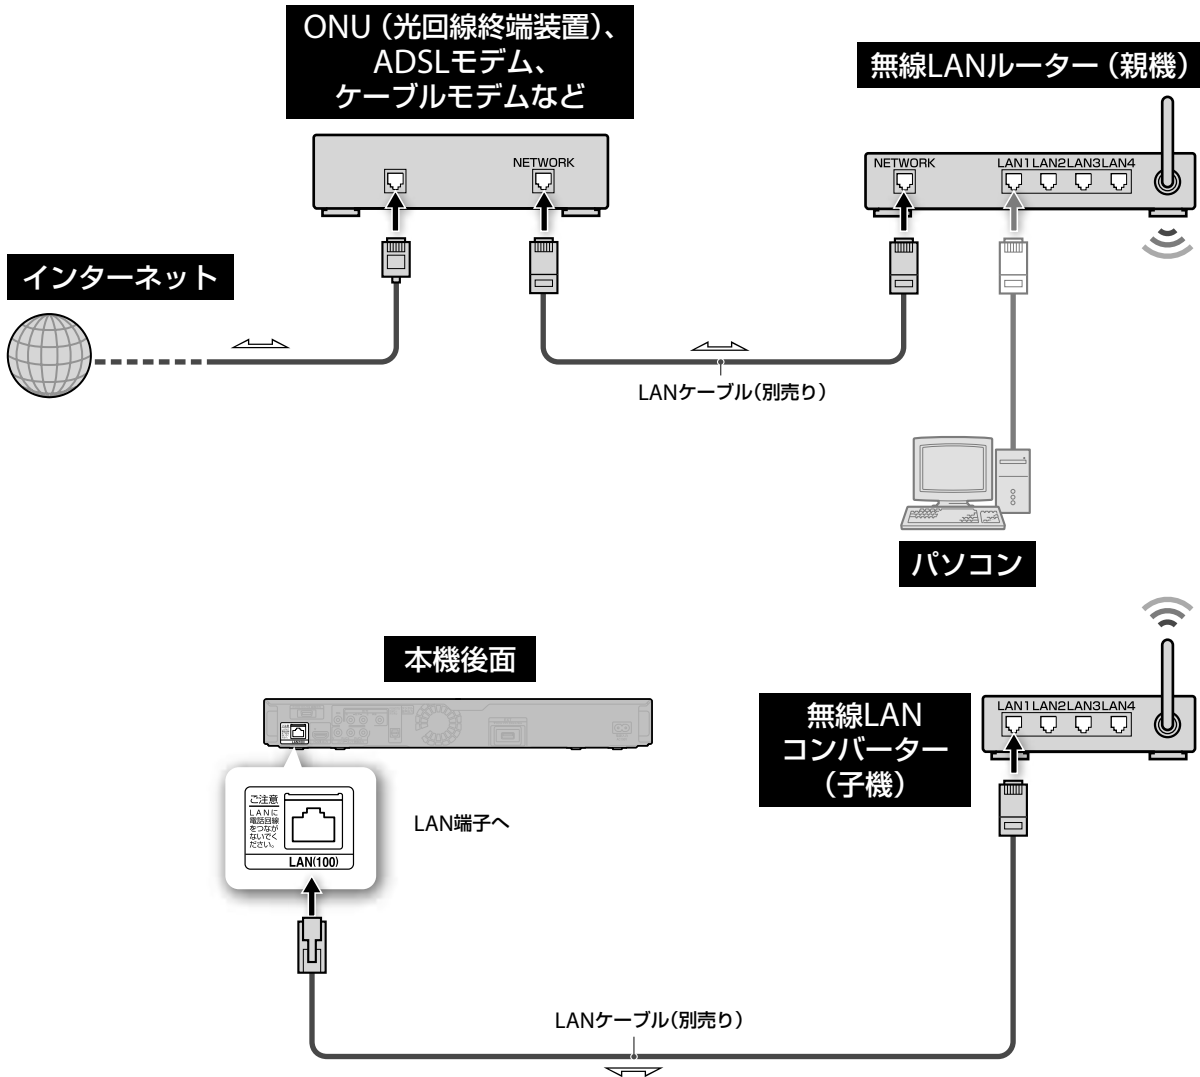 ONU（光回線終端装置）、
ADSLモデム、
ケーブルモデムなど
無線LANルーター（親機）
NETWORK
NETWORK
LAN1 LAN2 LAN3 LAN4
インターネット
LANケーブル（別売り）
パソコン
本機後面
無線LAN
コンバーター
（子機）
LAN1 LAN2 LAN3 LAN4
ご注意
LANに
電話回線
をつなが
ないでく
ださい。
LAN(100)
LAN端子へ
LANケーブル（別売り）